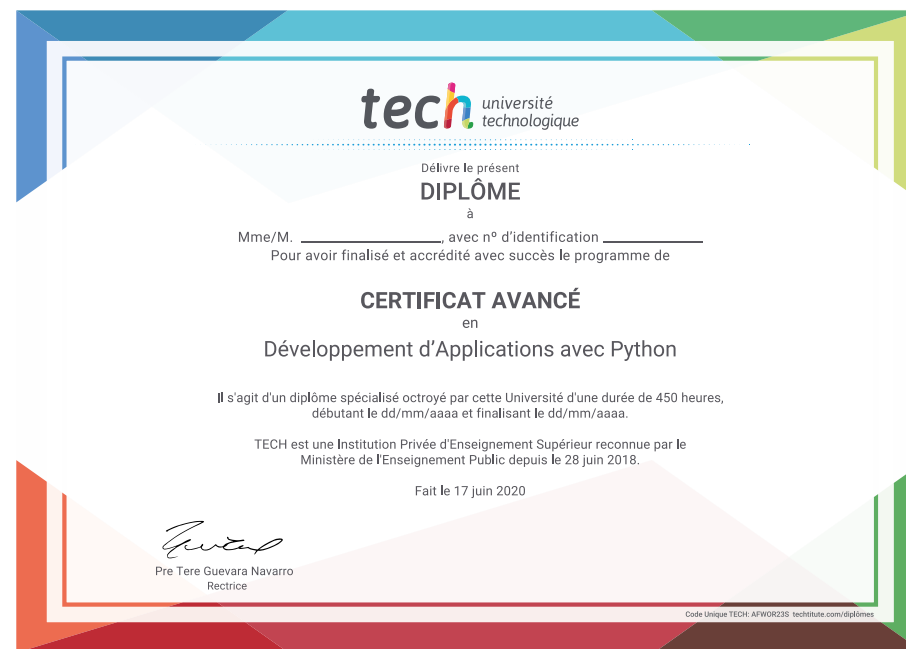 tech université
technologique
Délivre le présent
DIPLÔME
à
Mme/M. ____________________, avec nº d'identification ______________
Pour avoir finalisé et accrédité avec succès le programme de
CERTIFICAT AVANCÉ
en
Développement d'Applications avec Python
Il s'agit d'un diplôme spécialisé octroyé par cette Université d'une durée de 450 heures,
débutant le dd/mm/aaaa et finalisant le dd/mm/aaaa.
TECH est une Institution Privée d'Enseignement Supérieur reconnue par le
Ministère de l'Enseignement Public depuis le 28 juin 2018.
Fait le 17 juin 2020
Pre Tere Guevara Navarro
Rectrice
Code Unique TECH: AFWOR23S techtitute.com/diplômes